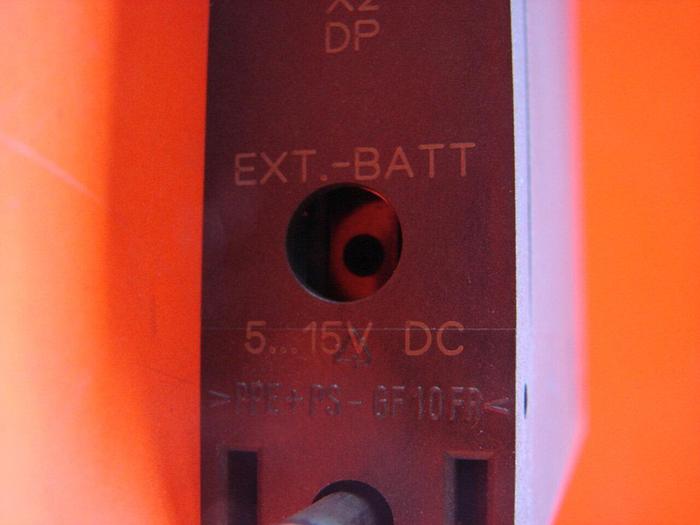 X2
DP
EXT.-BATT
5...15V DC
>PPE+PS-GF10FR<